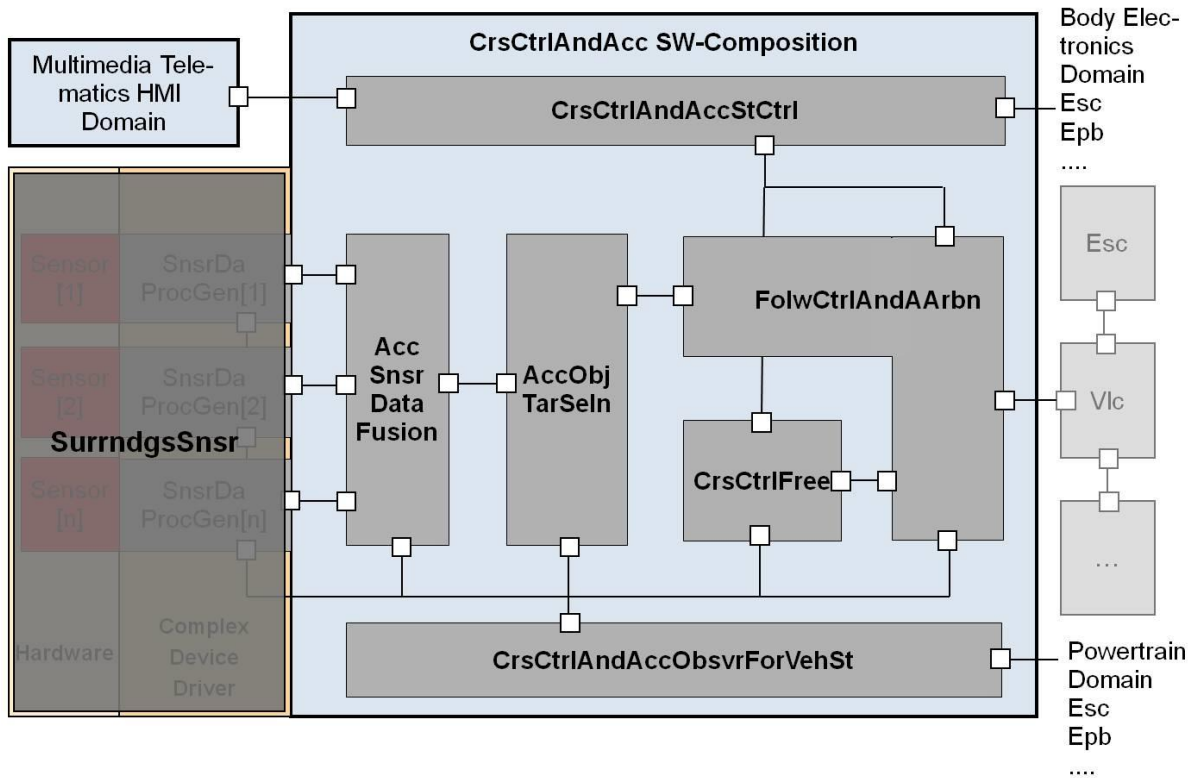 CrsCtrlAndAcc SW-Composition
Multimedia Tele-
matics HMI
Domain
CrsCtrlAndAccStCtrl
Body Elec-
tronics
Domain
Esc
Epb
....
Sensor
[1]
SnsrDa
ProcGen[1]
Sensor
[2]
SnsrDa
ProcGen[2]
SurrndgsSnsr
Sensor
[n]
SnsrDa
ProcGen[n]
Hardware
Complex
Device
Driver
Acc
Snsr
Data
Fusion
AccObj
TarSeln
FolwCtrlAndAArbn
CrsCtrlFree
Esc
Vlc
...
CrsCtrlAndAccObsvrForVehSt
Powertrain
Domain
Esc
Epb
....